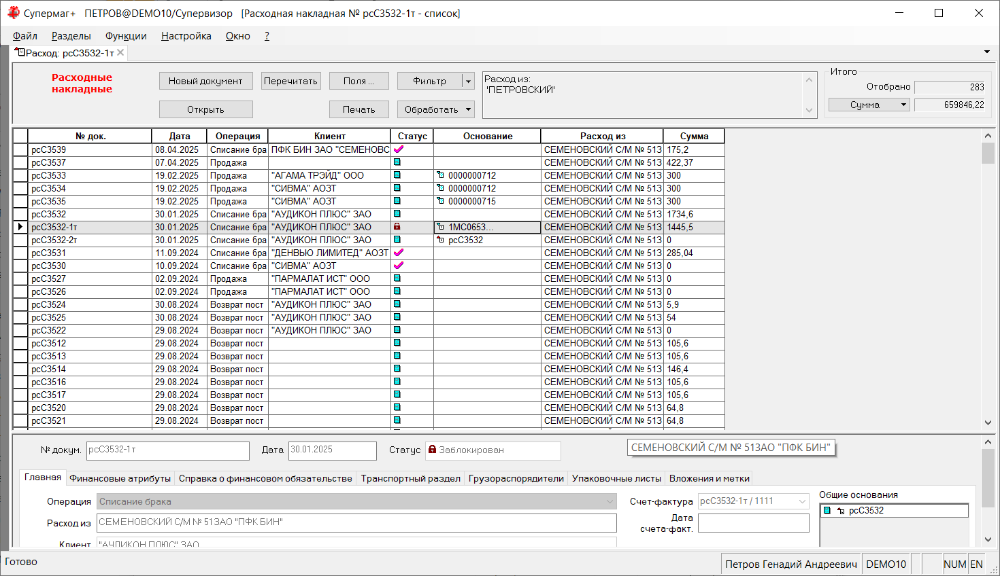 Супермаг+ ПЕТРОВ@DEMO10/Супервизор [Расходная накладная № рсС3532-1т - список]
Файл Разделы Функции Настройка Окно ?
Расход: рсС3532-1т
Расходные накладные
Новый документ Перечитать Поля ... Фильтр
Открыть Печать Обработать
Расход из:
'ПЕТРОВСКИЙ'
Итого
Отобрано 283
Сумма 659846,22
№ док. Дата Операция Клиент Статус Основание Расход из Сумма
рсС3539 08.04.2025 Списание бра ПФК БИН ЗАО "СЕМЕНОВС СЕМЕНОВСКИЙ С/М № 513 175,2
рсС3537 07.04.2025 Продажа СЕМЕНОВСКИЙ С/М № 513 422,37
рсС3533 19.02.2025 Продажа "АГАМА ТРЭЙД" ООО 0000000712 СЕМЕНОВСКИЙ С/М № 513 300
рсС3534 19.02.2025 Продажа "СИВМА" АОЗТ 0000000712 СЕМЕНОВСКИЙ С/М № 513 300
рсС3535 19.02.2025 Продажа "СИВМА" АОЗТ 0000000715 СЕМЕНОВСКИЙ С/М № 513 300
рсС3532 30.01.2025 Списание бра "АУДИКОН ПЛЮС" ЗАО СЕМЕНОВСКИЙ С/М № 513 1734,6
рсС3532-1т 30.01.2025 Списание бра "АУДИКОН ПЛЮС" ЗАО 1МС0653... СЕМЕНОВСКИЙ С/М № 513 1445,5
рсС3532-2т 30.01.2025 Списание бра "АУДИКОН ПЛЮС" ЗАО рсС3532 СЕМЕНОВСКИЙ С/М № 513 0
рсС3531 11.09.2024 Списание бра "ДЕНВЬЮ ЛИМИТЕД" АОЗТ СЕМЕНОВСКИЙ С/М № 513 285,04
рсС3530 10.09.2024 Списание бра "СИВМА" АОЗТ СЕМЕНОВСКИЙ С/М № 513 0
рсС3527 02.09.2024 Продажа "ПАРМАЛАТ ИСТ" ООО СЕМЕНОВСКИЙ С/М № 513 0
рсС3526 02.09.2024 Продажа "ПАРМАЛАТ ИСТ" ООО СЕМЕНОВСКИЙ С/М № 513 0
рсС3524 30.08.2024 Возврат пост "АУДИКОН ПЛЮС" ЗАО СЕМЕНОВСКИЙ С/М № 513 5,9
рсС3525 30.08.2024 Возврат пост "АУДИКОН ПЛЮС" ЗАО СЕМЕНОВСКИЙ С/М № 513 54
рсС3522 29.08.2024 Возврат пост "АУДИКОН ПЛЮС" ЗАО СЕМЕНОВСКИЙ С/М № 513 0
рсС3512 29.08.2024 Возврат пост СЕМЕНОВСКИЙ С/М № 513 105,6
рсС3513 29.08.2024 Возврат пост СЕМЕНОВСКИЙ С/М № 513 105,6
рсС3514 29.08.2024 Возврат пост СЕМЕНОВСКИЙ С/М № 513 146,4
рсС3516 29.08.2024 Возврат пост СЕМЕНОВСКИЙ С/М № 513 105,6
рсС3517 29.08.2024 Возврат пост СЕМЕНОВСКИЙ С/М № 513 105,6
рсС3520 29.08.2024 Возврат пост СЕМЕНОВСКИЙ С/М № 513 64,8
рсС3521 29.08.2024 Возврат пост СЕМЕНОВСКИЙ С/М № 513 64,8
№ докум. рсС3532-1т Дата 30.01.2025 Статус Заблокирован СЕМЕНОВСКИЙ С/М № 513АО "ПФК БИН"
Главная Финансовые атрибуты Справка о финансовом обязательстве Транспортный раздел Грузораспорядители Упаковочные листы Вложения и метки
Операция Списание брака Счет-фактура рсС3532-1т / 1111 Общие основания
Расход из СЕМЕНОВСКИЙ С/М № 513АО "ПФК БИН" Дата счета-факт. рсС3532
Клиент "АУДИКОН ПЛЮС" ЗАО
Готово Петров Генадий Андреевич DEMO10 NUM EN